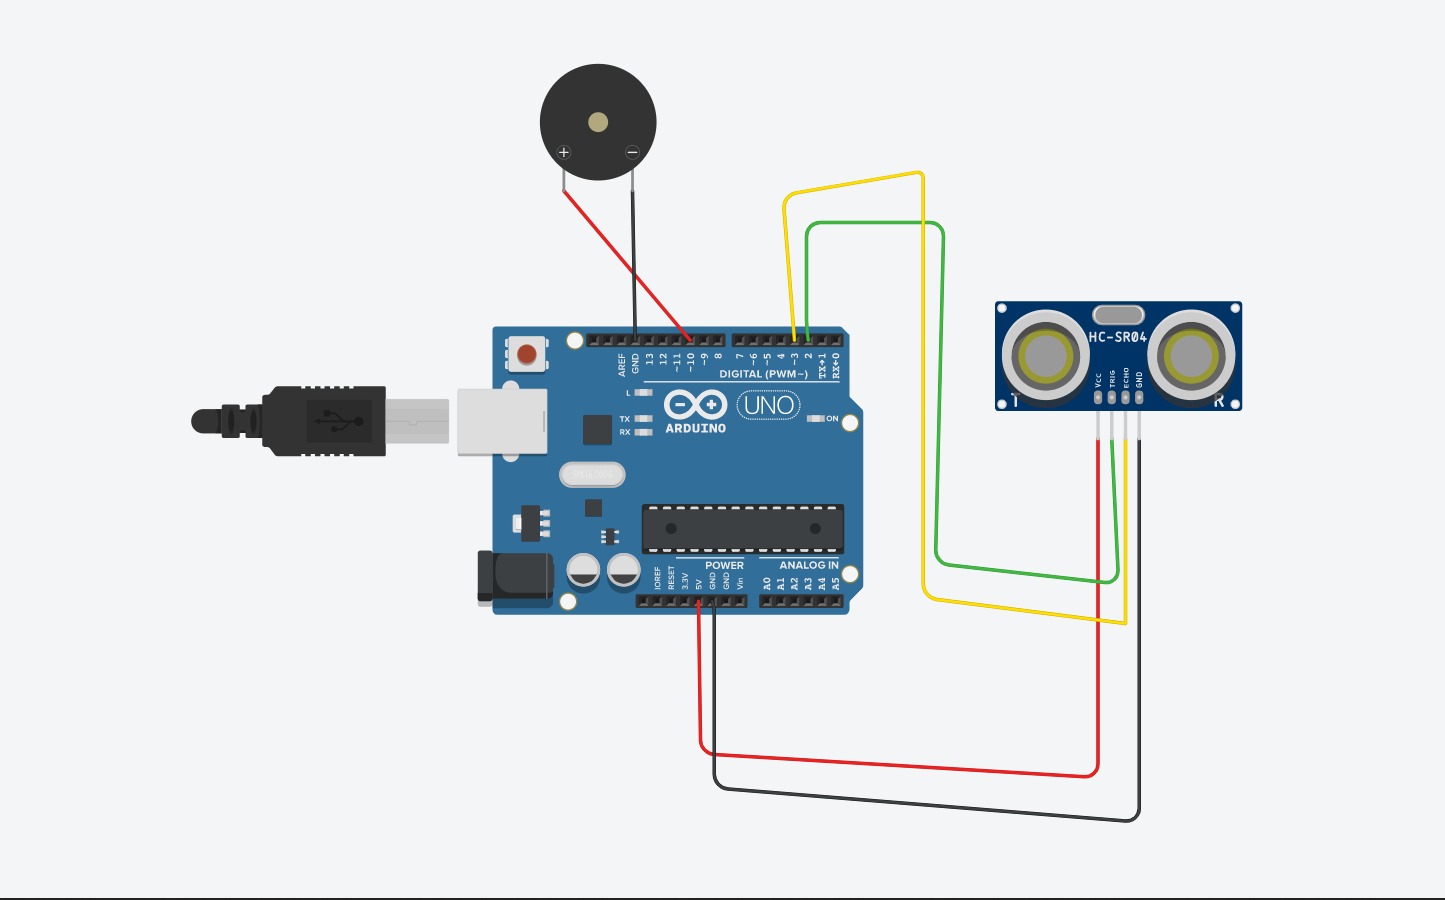 + −
AREF
GND
13
12
~11
~10
~9
8
7
~6
~5
4
~3
2
TX→1
RX←0
DIGITAL (PWM ~)
L
TX
RX
UNO
ARDUINO
ON
POWER
ANALOG IN
IOREF
RESET
3.3V
5V
GND
GND
Vin
A0
A1
A2
A3
A4
A5
HC-SR04
VCC
TRIG
ECHO
GND
T
R